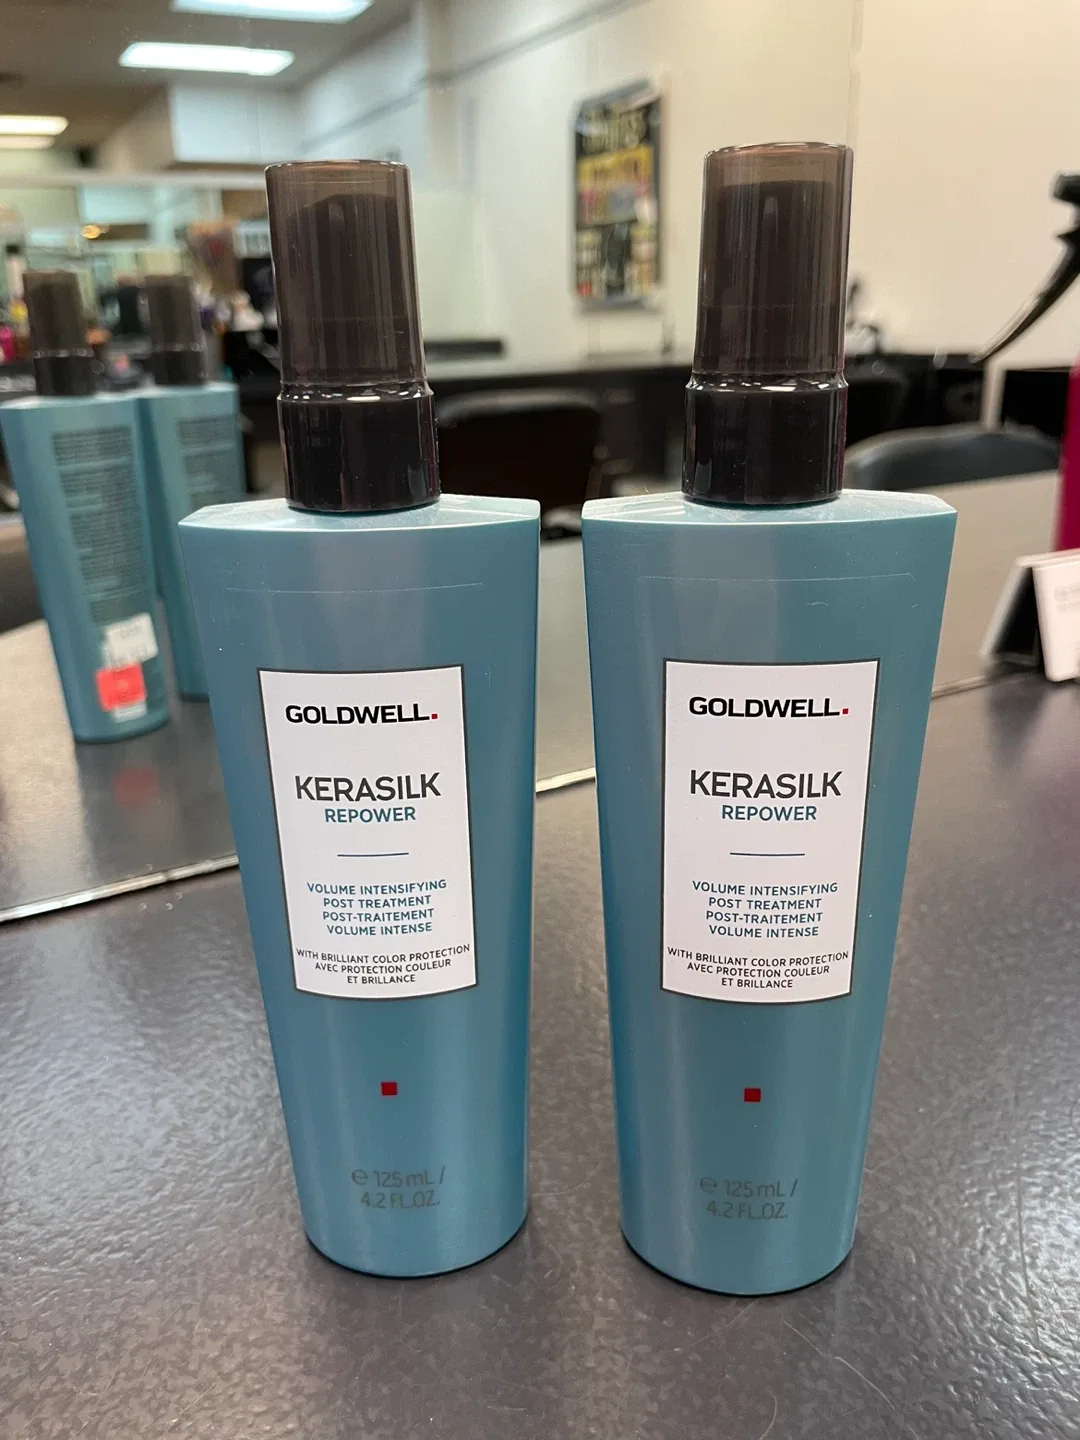 GOLDWELL.
KERASILK
REPOWER
VOLUME INTENSIFYING
POST TREATMENT
POST-TRAITEMENT
VOLUME INTENSE
WITH BRILLIANT COLOR PROTECTION
AVEC PROTECTION COULEUR
ET BRILLANCE
℮ 125 mL /
4.2 FL.OZ.
GOLDWELL.
KERASILK
REPOWER
VOLUME INTENSIFYING
POST TREATMENT
POST-TRAITEMENT
VOLUME INTENSE
WITH BRILLIANT COLOR PROTECTION
AVEC PROTECTION COULEUR
ET BRILLANCE
℮ 125 mL /
4.2 FL.OZ.